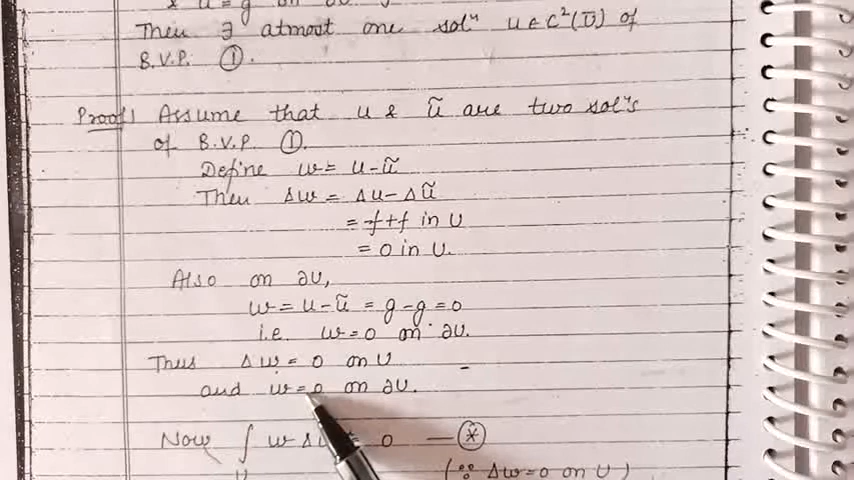 & u = g on ∂U
Then ∃ atmost one solⁿ u ∈ C²(Ū) of
B.V.P. ①.
Proof! Assume that u & ũ are two solⁿs
of B.V.P. ①.
Define w = u - ũ
Then Δw = Δu - Δũ
= -f + f in U
= 0 in U.
Also on ∂U,
w = u - ũ = g - g = 0
i.e. w = 0 on ∂U.
Thus Δw = 0 on U
and w = 0 on ∂U.
Now ∫ w Δ = 0 — ⊛
U (∵ Δw = 0 on U)